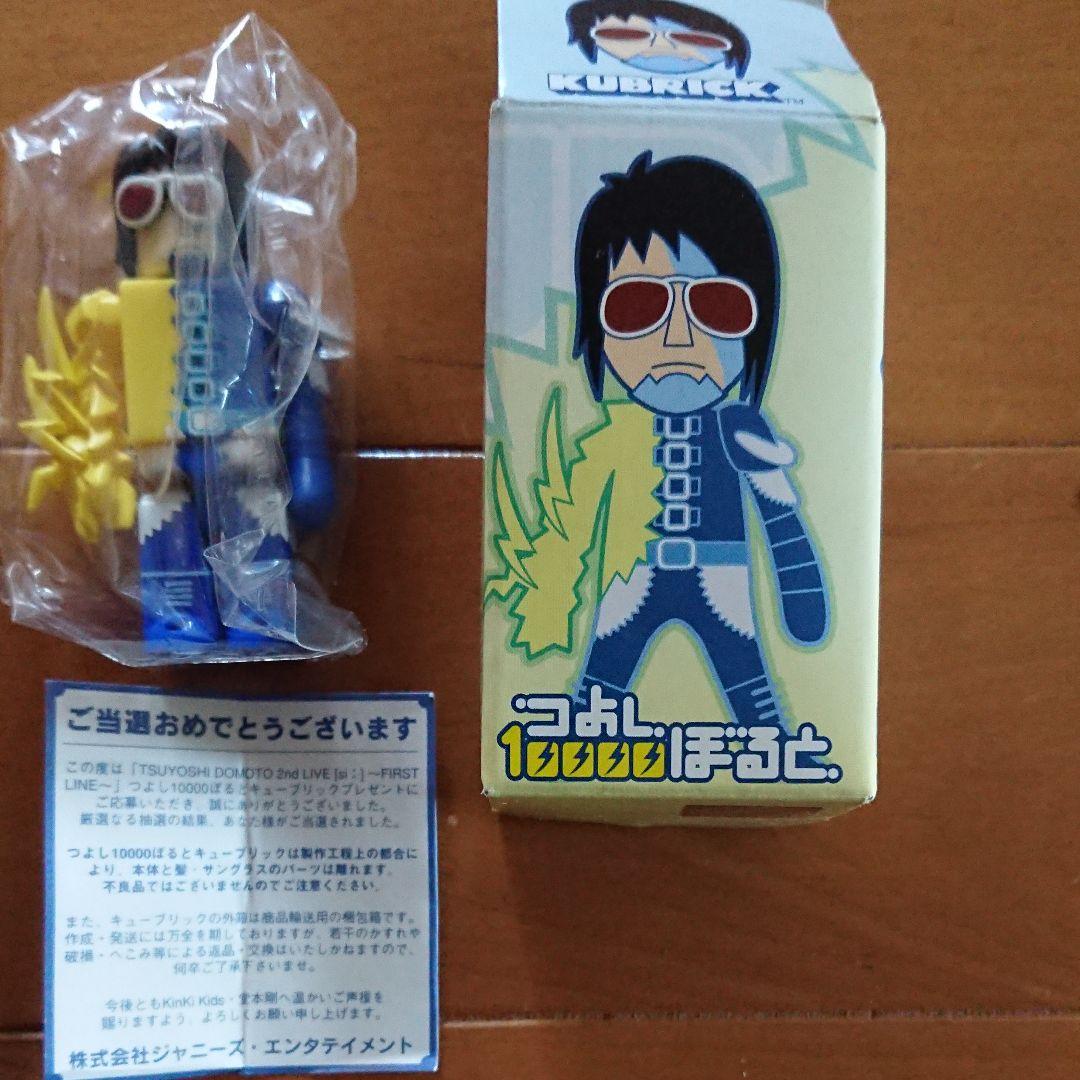 KUBRICK
TM
つよし
10000ぼると
ご当選おめでとうございます
この度は「TSUYOSHI DOMOTO 2nd LIVE [si：] 〜FIRST
LINE〜」つよし10000ぼるとキューブリックプレゼントに
ご応募いただき、誠にありがとうございました。
厳選なる抽選の結果、あなた様がご当選されました。
つよし10000ぼるとキューブリックは製作工程上の都合に
より、本体と髪・サングラスのパーツは離れます。
不良品ではございませんのでご注意ください。
また、キューブリックの外箱は商品輸送用の梱包箱です。
作成・発送には万全を期しておりますが、若干のかすれや
破損・へこみ等による返品・交換はいたしかねますので、
何卒ご了承下さいませ。
今後ともKinKi Kids・堂本剛へ温かいご声援を
賜りますよう、よろしくお願い申し上げます。
株式会社ジャニーズ・エンタテイメント